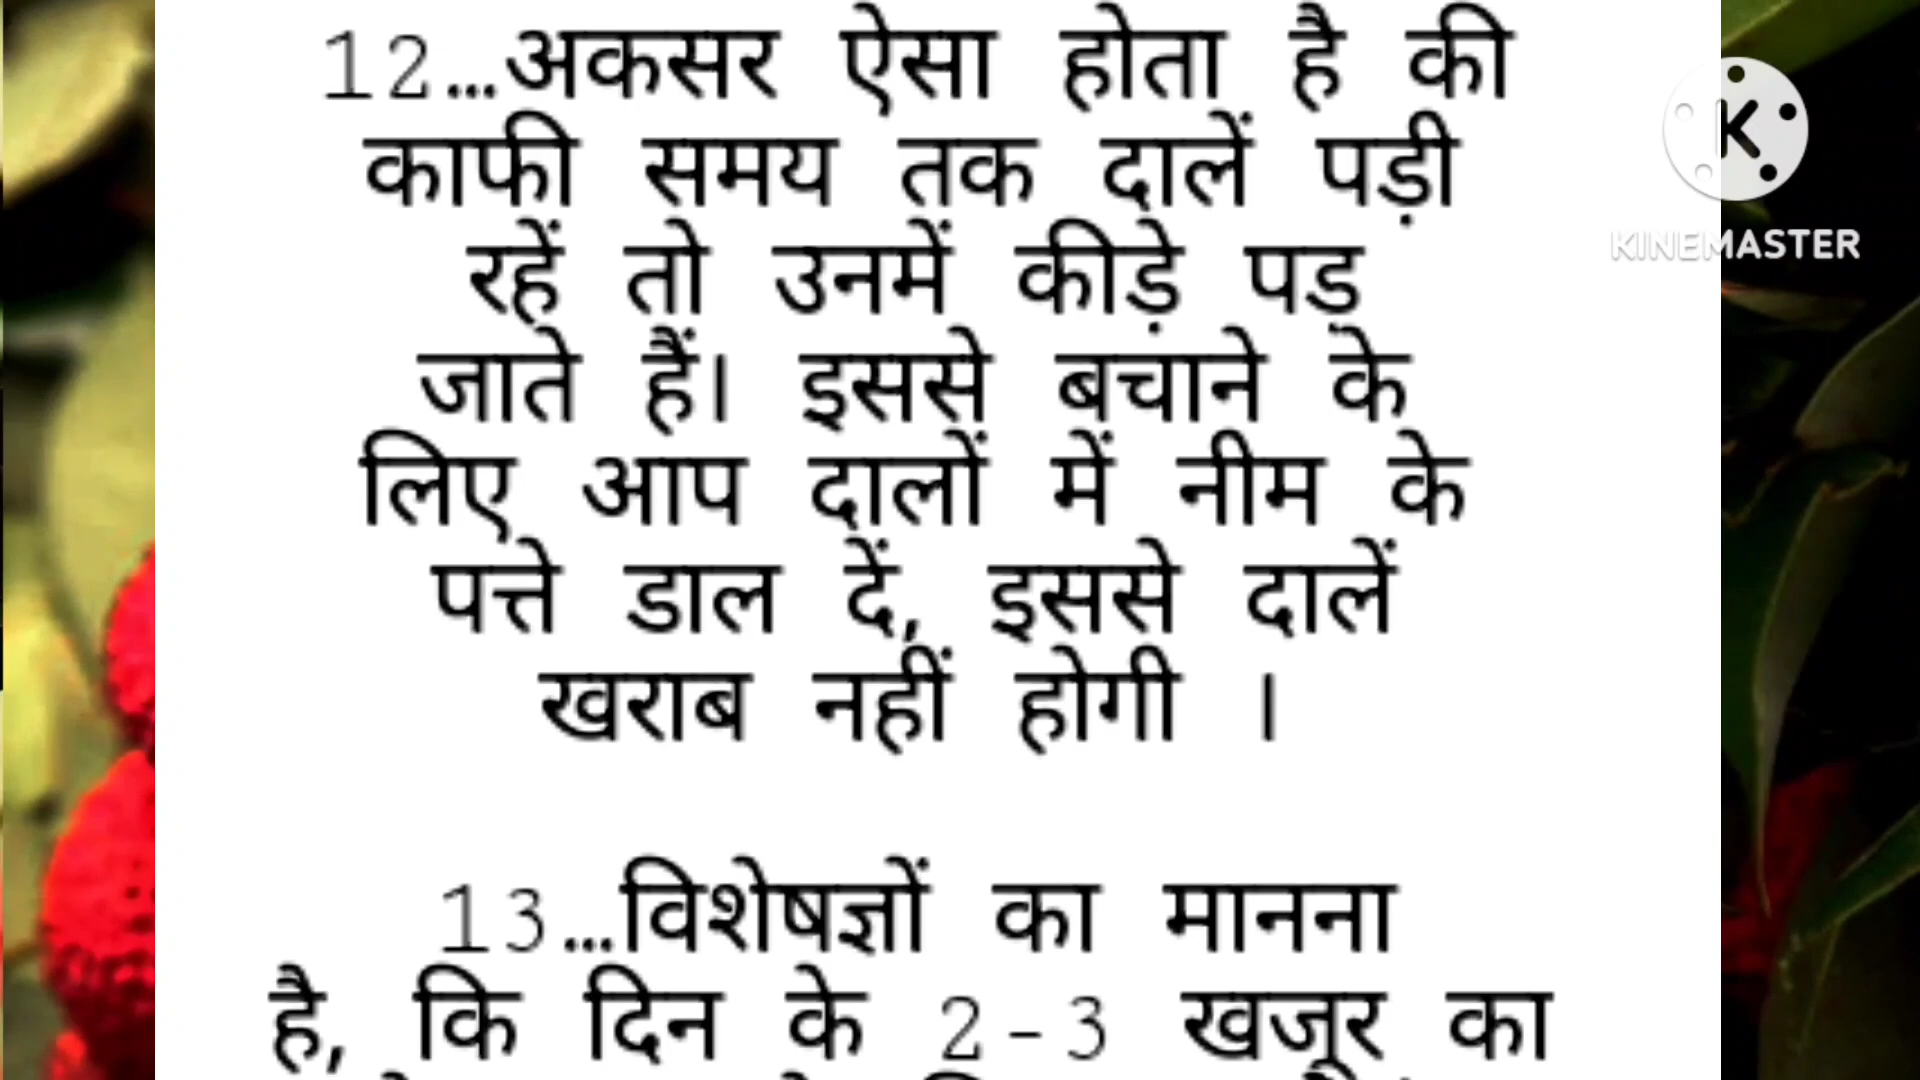 12…अकसर ऐसा होता है की
काफी समय तक दालें पड़ी
रहें तो उनमें कीड़े पड़
जाते हैं। इससे बचाने के
लिए आप दालों में नीम के
पत्ते डाल दें, इससे दालें
खराब नहीं होगी ।
13…विशेषज्ञों का मानना
है, कि दिन के 2-3 खजूर का
K
KINEMASTER